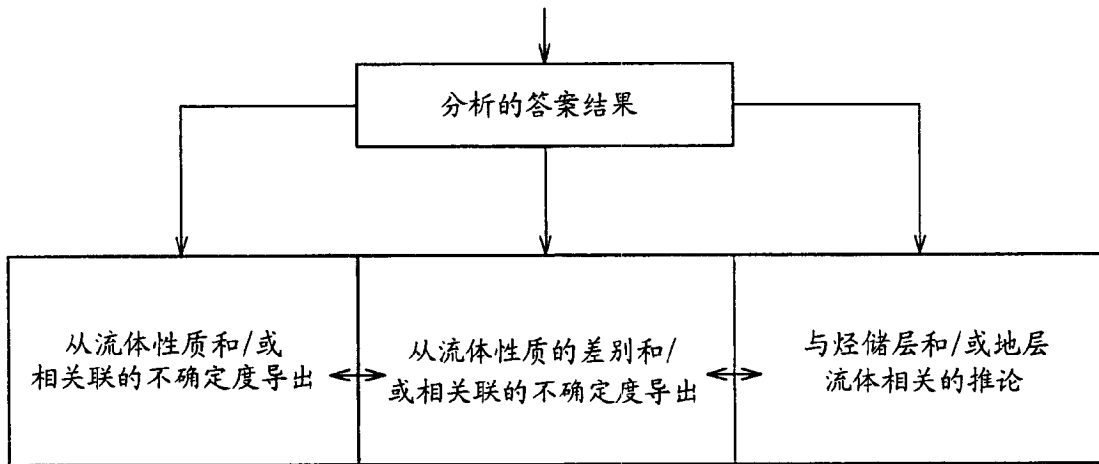 分析的答案结果
从流体性质和/或
相关联的不确定度导出
从流体性质的差别和/
或相关联的不确定度导出
与烃储层和/或地层
流体相关的推论